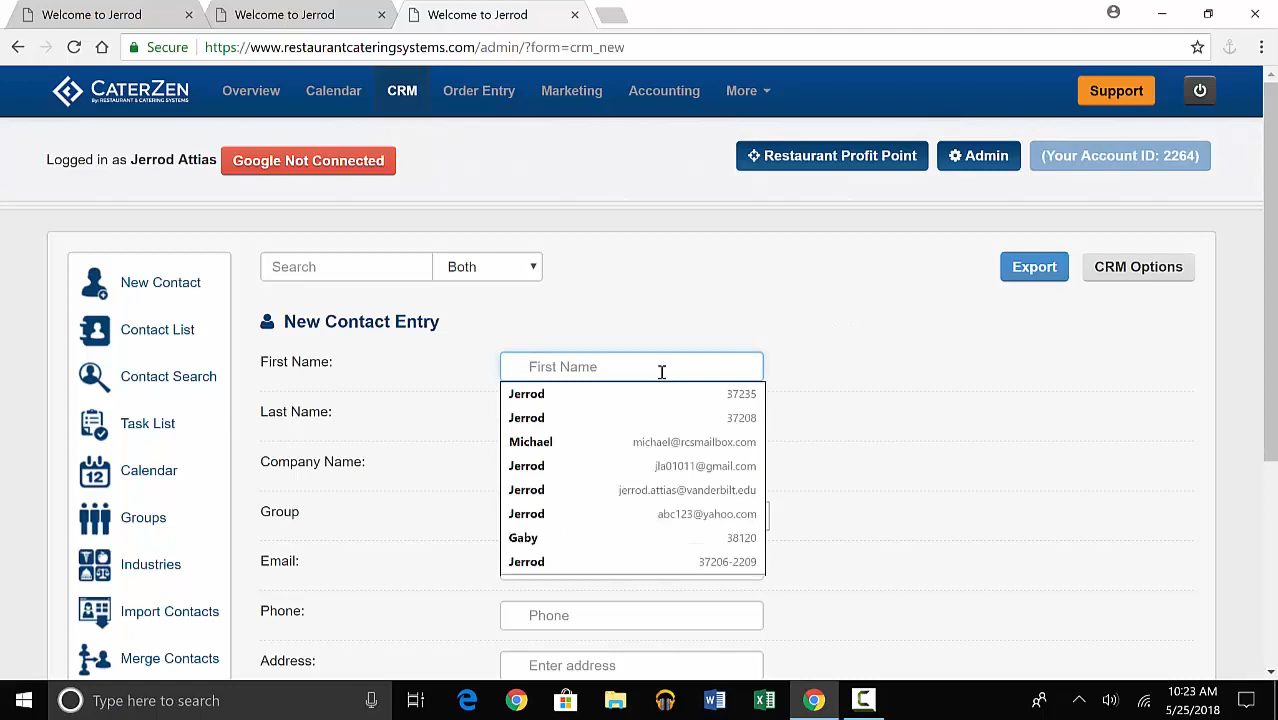 Welcome to Jerrod
Welcome to Jerrod
Welcome to Jerrod
Secure https://www.restaurantcateringsystems.com/admin/?form=crm_new
CATERZEN
BY: RESTAURANT & CATERING SYSTEMS
Overview Calendar CRM Order Entry Marketing Accounting More Support
Logged in as Jerrod Attias Google Not Connected Restaurant Profit Point Admin (Your Account ID: 2264)
New Contact
Contact List
Contact Search
Task List
12 Calendar
Groups
Industries
Import Contacts
Merge Contacts
Search Both Export CRM Options
New Contact Entry
First Name: First Name
Jerrod 37235
Jerrod 37208
Michael michael@rcsmailbox.com
Jerrod jla01011@gmail.com
Jerrod jerrod.attias@vanderbilt.edu
Jerrod abc123@yahoo.com
Gaby 38120
Jerrod 37206-2209
Last Name:
Company Name:
Group
Email:
Phone: Phone
Address: Enter address
Type here to search
10:23 AM
5/25/2018